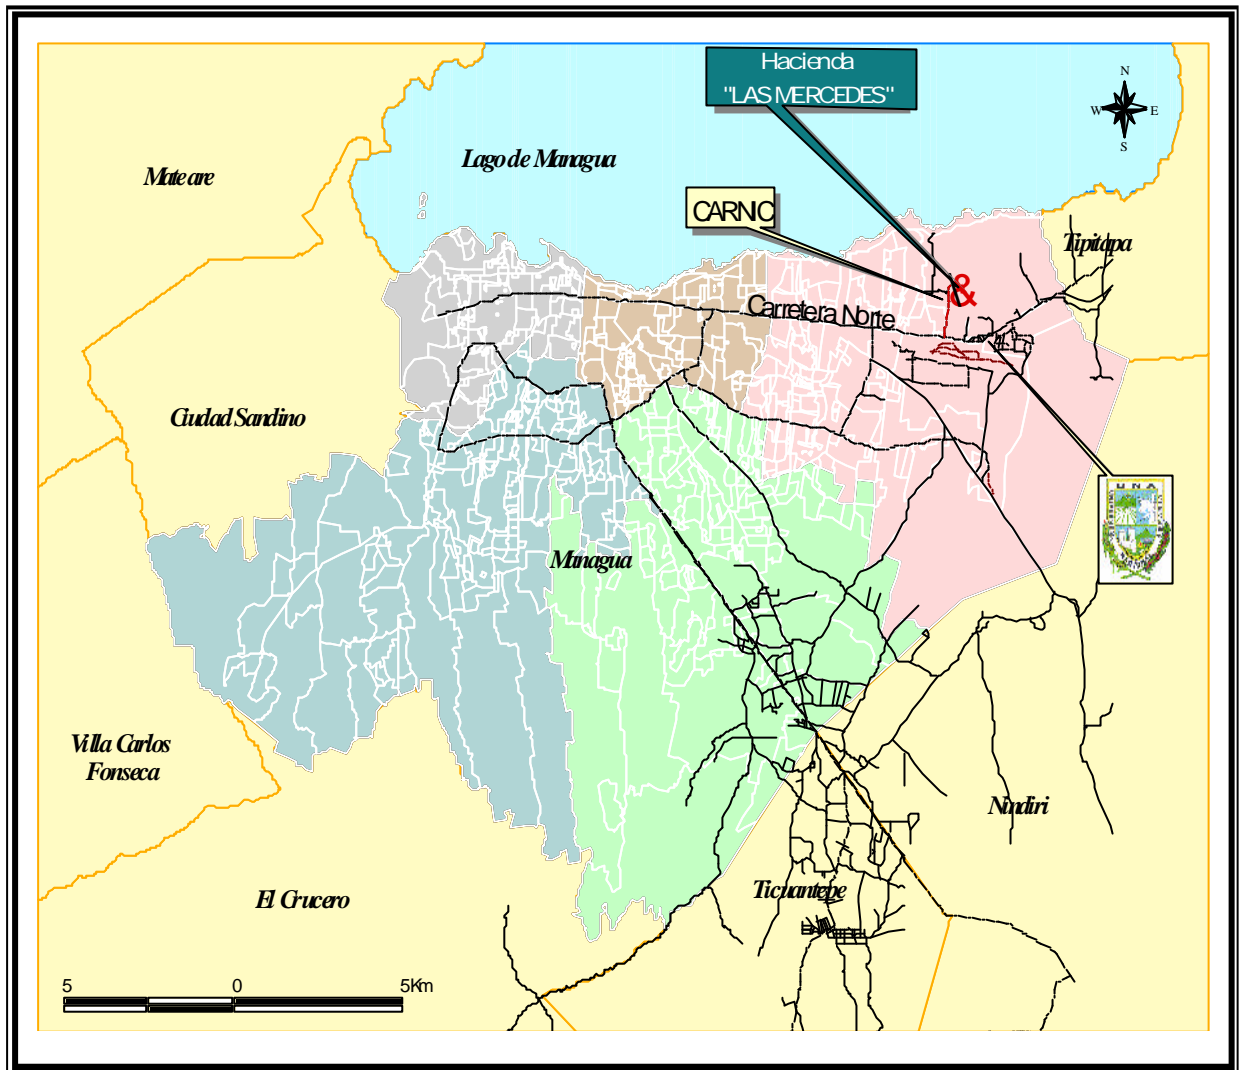 Hacienda
"LAS MERCEDES"
N
W
E
S
Lago de Managua
Mateare
CARNIC
Tipitapa
&
Carretera Norte
Ciudad Sandino
UNA
Managua
Villa Carlos
Fonseca
Nindiri
El Crucero
Ticuantepe
5
0
5Km